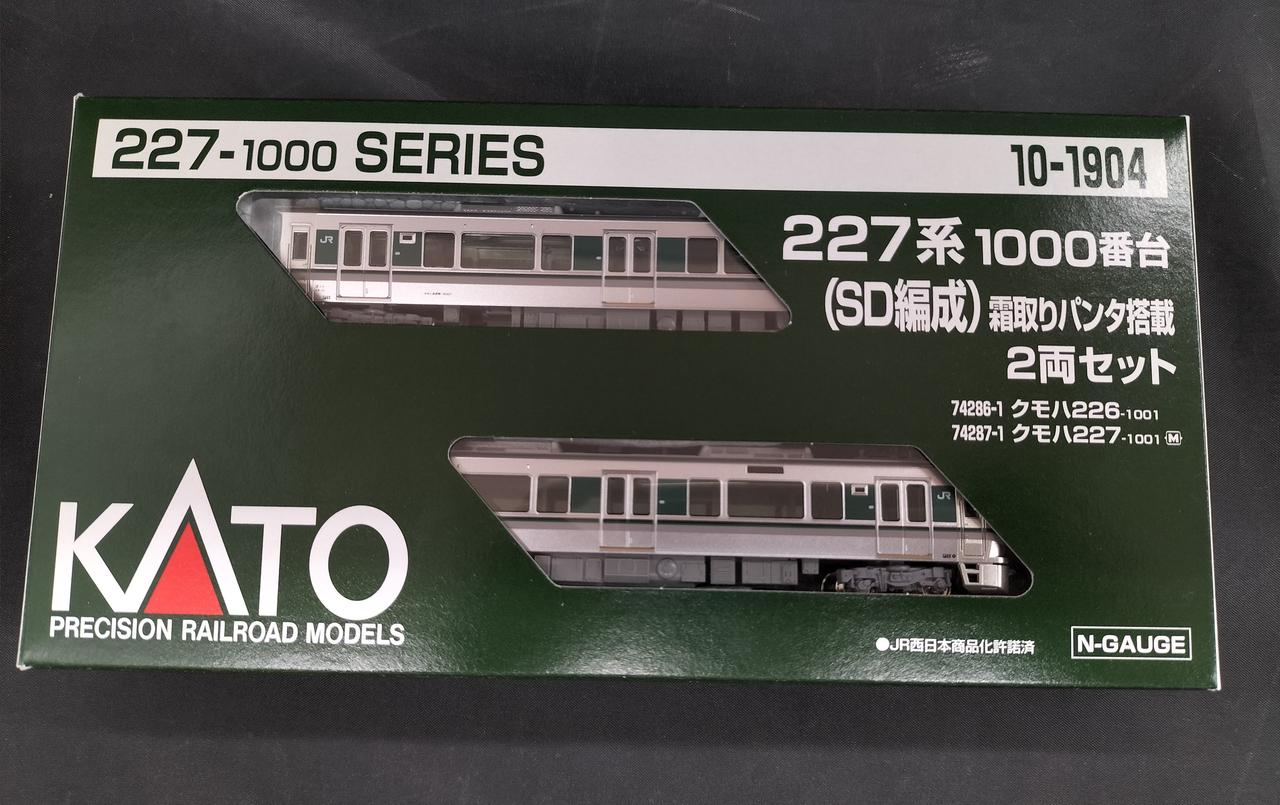 227-1000 SERIES
10-1904
JR
227系 1000番台
(SD編成) 霜取りパンタ搭載
2両セット
74286-1 クモハ226-1001
74287-1 クモハ227-1001 M
JR
KATO
PRECISION RAILROAD MODELS
●JR西日本商品化許諾済
N-GAUGE